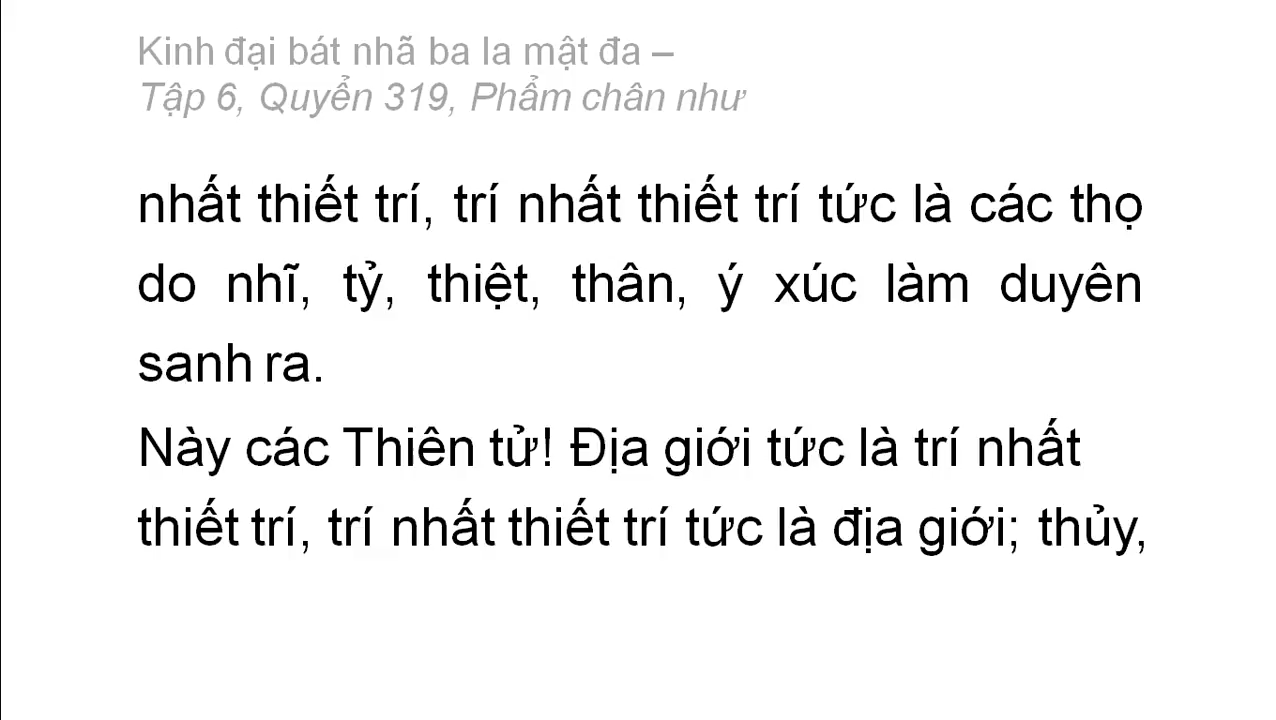 Kinh đại bát nhã ba la mật đa –
Tập 6, Quyển 319, Phẩm chân như
nhất thiết trí, trí nhất thiết trí tức là các thọ
do nhĩ, tỷ, thiệt, thân, ý xúc làm duyên
sanh ra.
Này các Thiên tử! Địa giới tức là trí nhất
thiết trí, trí nhất thiết trí tức là địa giới; thủy,